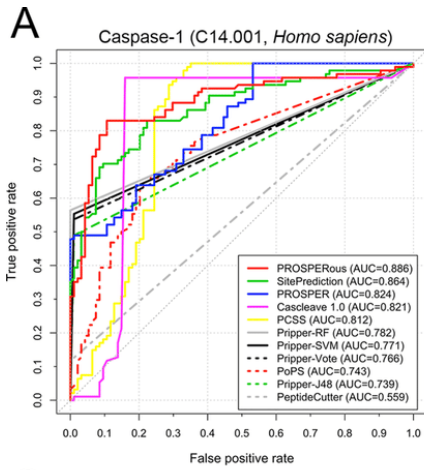 A
Caspase-1 (C14.001, Homo sapiens)
True positive rate
1.0
0.9
0.8
0.7
0.6
0.5
0.4
0.3
0.2
0.1
0.0
PROSPERous (AUC=0.886)
SitePrediction (AUC=0.864)
PROSPER (AUC=0.824)
Cascleave 1.0 (AUC=0.821)
PCSS (AUC=0.812)
Pripper-RF (AUC=0.782)
Pripper-SVM (AUC=0.771)
Pripper-Vote (AUC=0.766)
PoPS (AUC=0.743)
Pripper-J48 (AUC=0.739)
PeptideCutter (AUC=0.559)
0.0 0.1 0.2 0.3 0.4 0.5 0.6 0.7 0.8 0.9 1.0
False positive rate